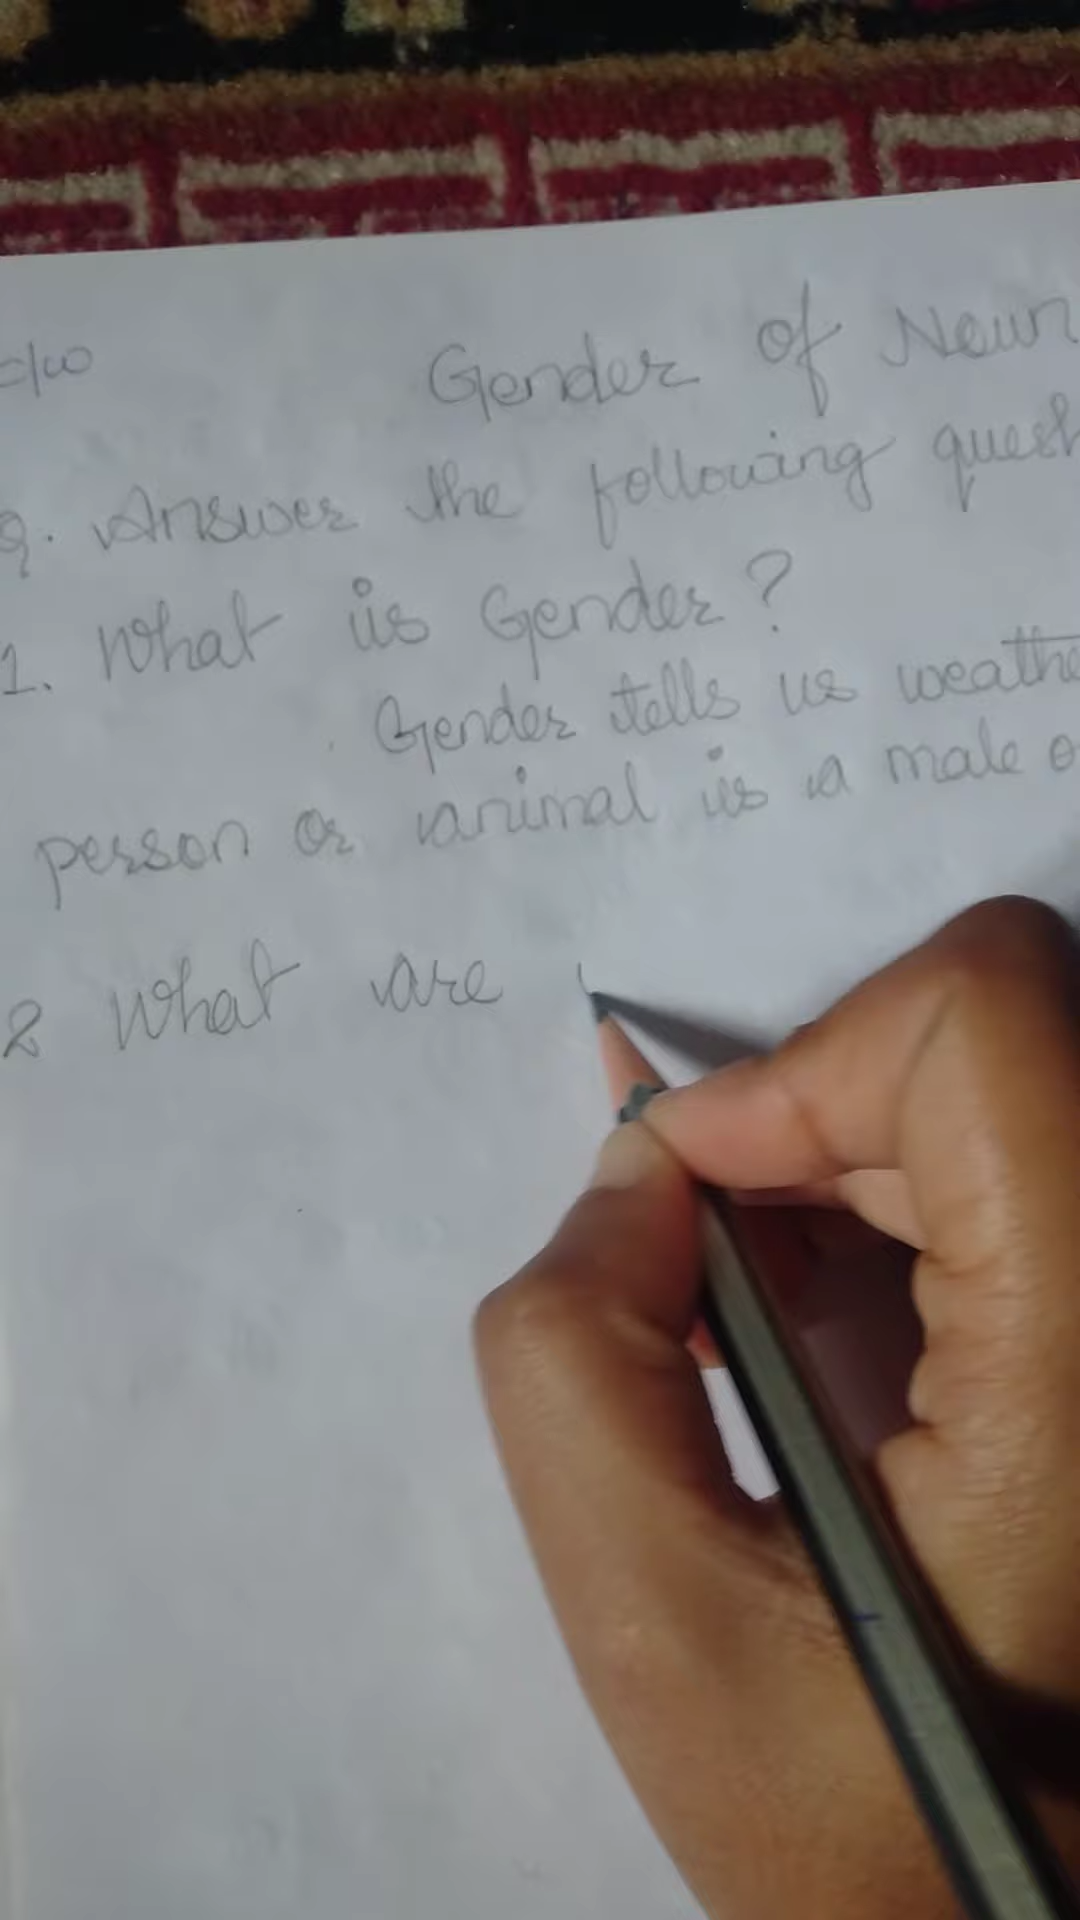 c/w
Gender of Noun
Q. Answer the following quest
1. What is Gender ?
Gender tells us weathe
person or animal is a male o
2 What are